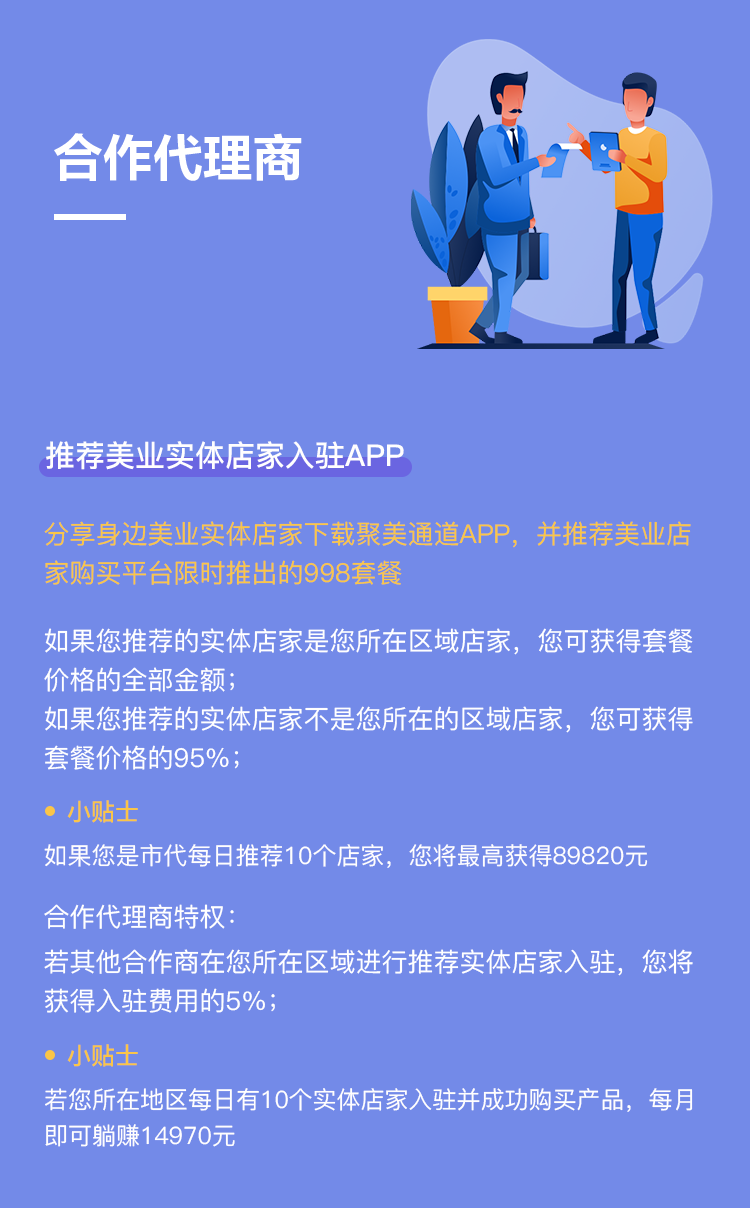 合作代理商
推荐美业实体店家入驻APP
分享身边美业实体店家下载聚美通道APP，并推荐美业店
家购买平台限时推出的998套餐
如果您推荐的实体店家是您所在区域店家，您可获得套餐
价格的全部金额；
如果您推荐的实体店家不是您所在的区域店家，您可获得
套餐价格的95%；
• 小贴士
如果您是市代每日推荐10个店家，您将最高获得89820元
合作代理商特权：
若其他合作商在您所在区域进行推荐实体店家入驻，您将
获得入驻费用的5%；
• 小贴士
若您所在地区每日有10个实体店家入驻并成功购买产品，每月
即可躺赚14970元